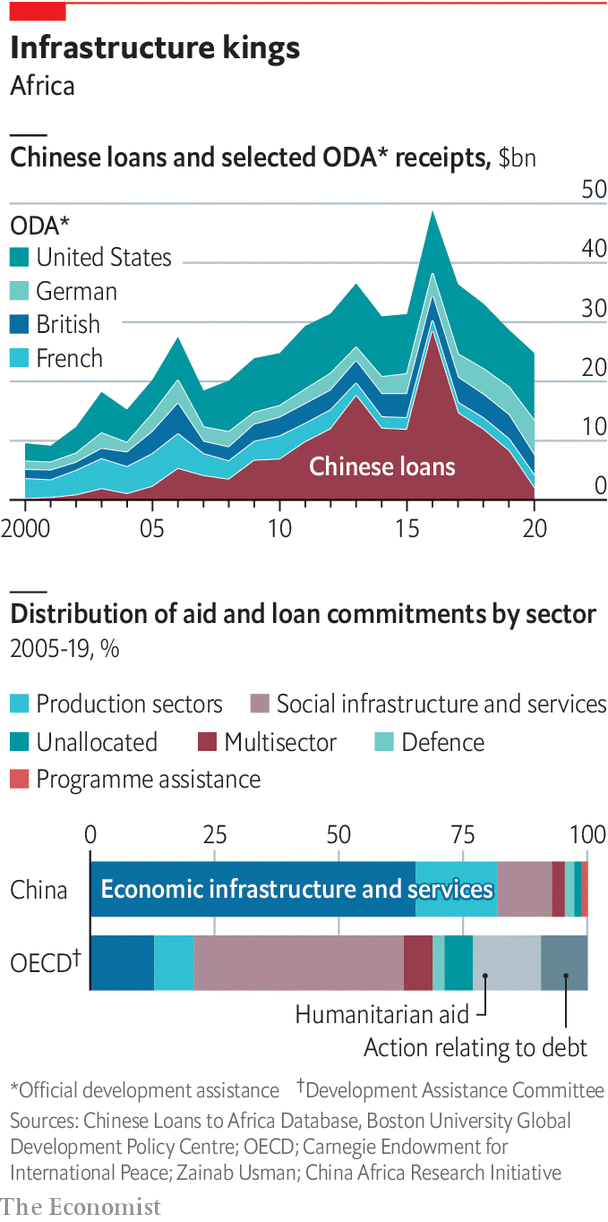 Infrastructure kings
Africa
Chinese loans and selected ODA* receipts, $bn
50
ODA*
United States
40
German
British
30
French
20
10
Chinese loans
0
2000 05 10 15 20
Distribution of aid and loan commitments by sector
2005-19, %
Production sectors Social infrastructure and services
Unallocated Multisector Defence
Programme assistance
0 25 50 75 100
China Economic infrastructure and services
OECD†
Humanitarian aid
Action relating to debt
*Official development assistance †Development Assistance Committee
Sources: Chinese Loans to Africa Database, Boston University Global
Development Policy Centre; OECD; Carnegie Endowment for
International Peace; Zainab Usman; China Africa Research Initiative
The Economist